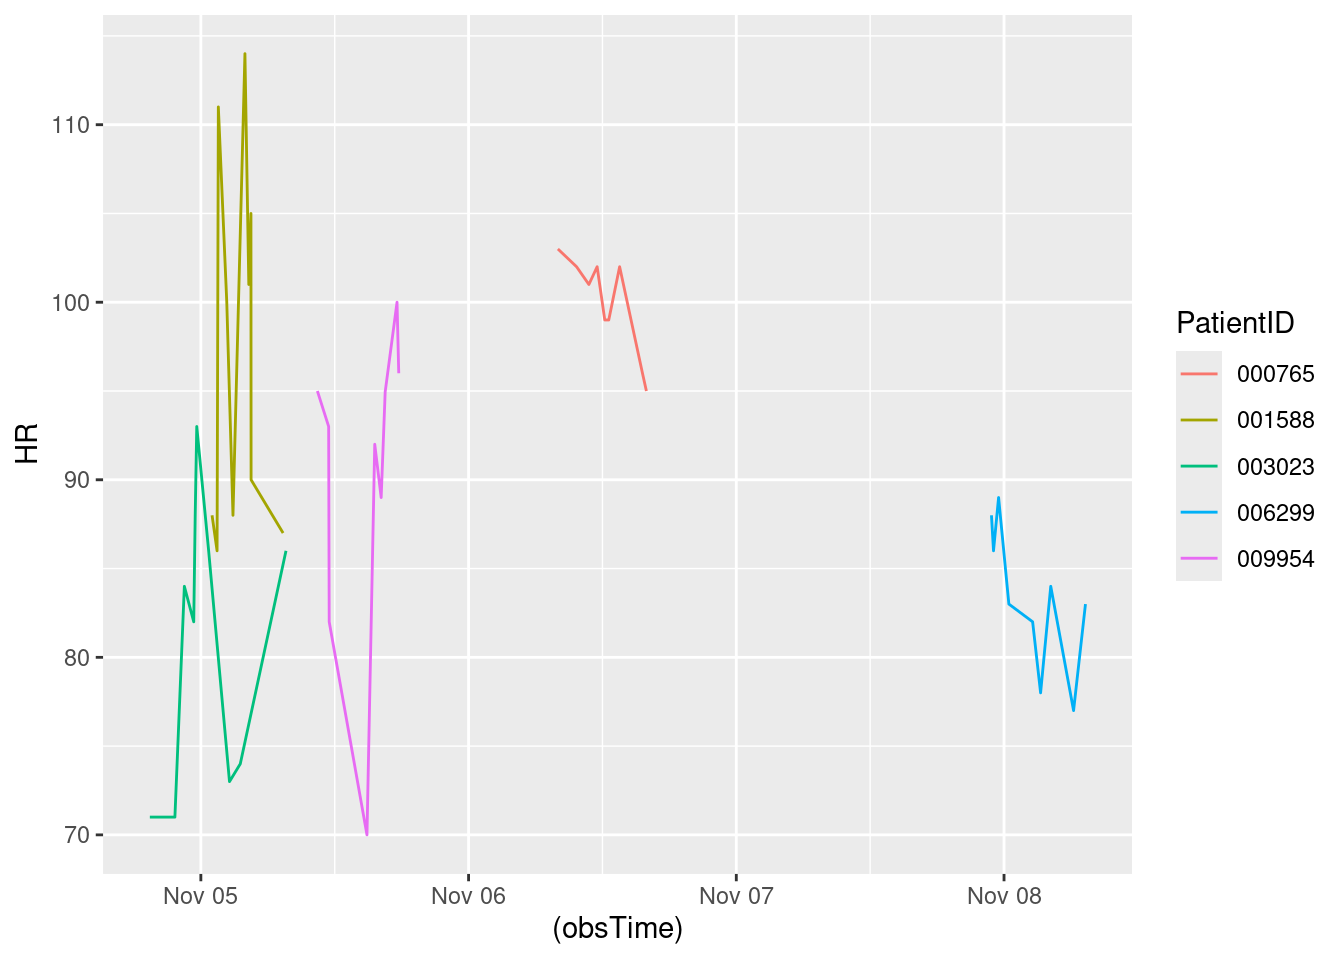 HR
110
100
90
80
70
Nov 05
Nov 06
Nov 07
Nov 08
(obsTime)
PatientID
000765
001588
003023
006299
009954